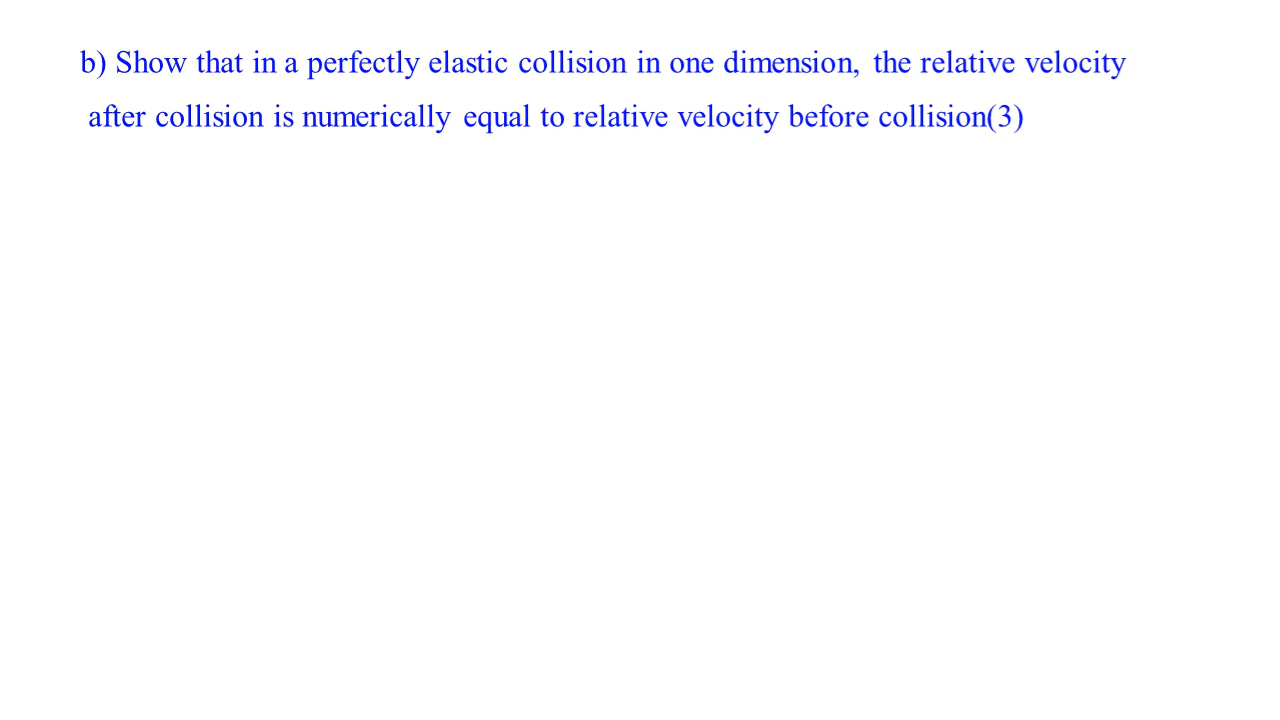 b) Show that in a perfectly elastic collision in one dimension, the relative velocity
after collision is numerically equal to relative velocity before collision(3)